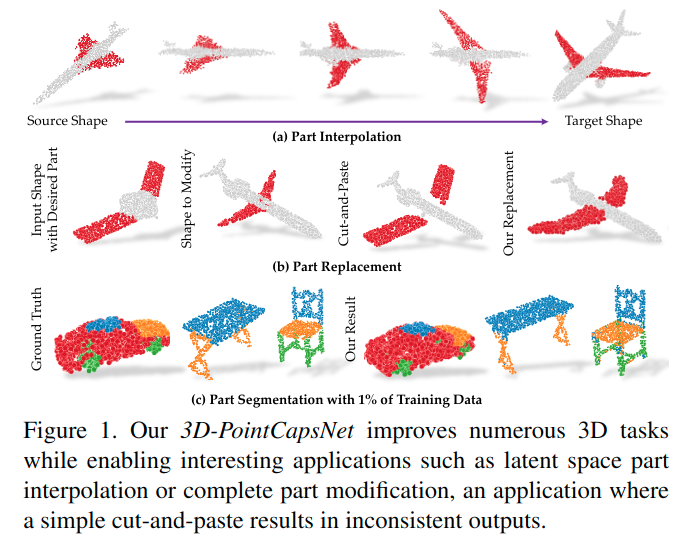 Source Shape
Target Shape
(a) Part Interpolation
Input Shape
with Desired Part
Shape to Modify
Cut-and-Paste
Our Replacement
(b) Part Replacement
Ground Truth
Our Result
(c) Part Segmentation with 1% of Training Data
Figure 1. Our 3D-PointCapsNet improves numerous 3D tasks
while enabling interesting applications such as latent space part
interpolation or complete part modification, an application where
a simple cut-and-paste results in inconsistent outputs.